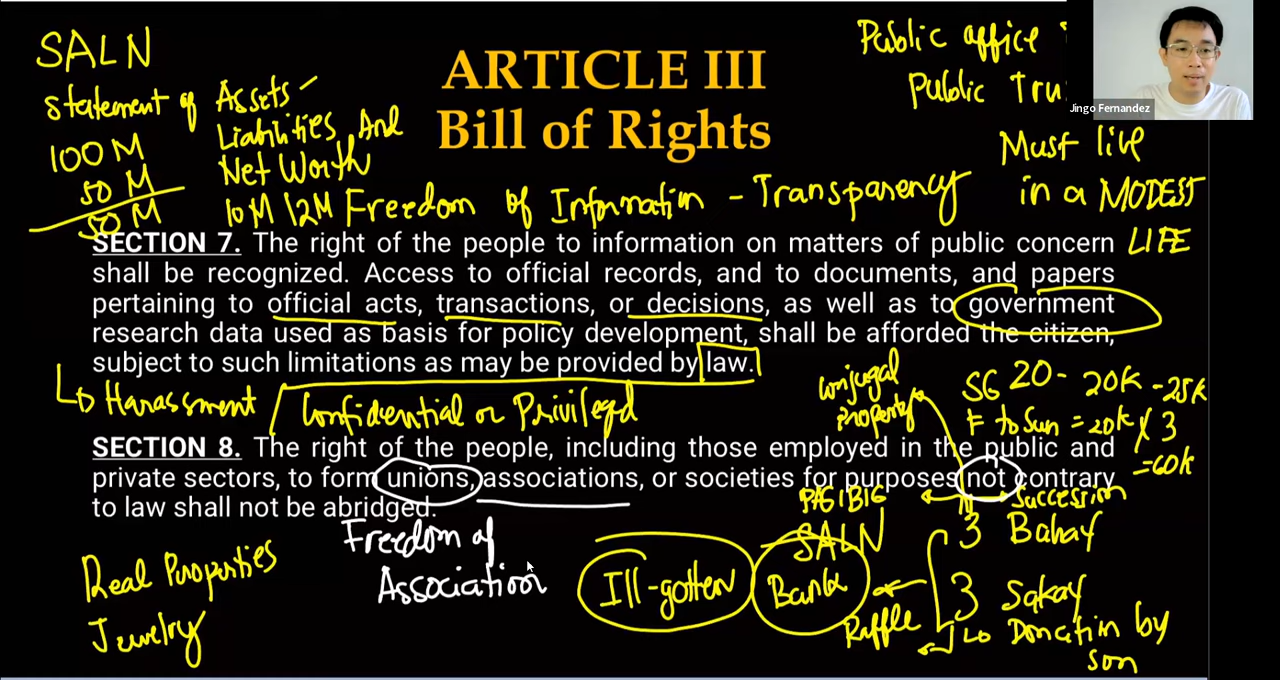 SALN
Statement of Assets -
Liabilities And
Net Worth
100 M
50 M
50 M
10M 12M Freedom of Information - Transparency
ARTICLE III
Bill of Rights
Public office
Public Tru
Jingo Fernandez
Must live
in a MODEST
LIFE
SECTION 7. The right of the people to information on matters of public concern
shall be recognized. Access to official records, and to documents, and papers
pertaining to official acts, transactions, or decisions, as well as to government
research data used as basis for policy development, shall be afforded the citizen,
subject to such limitations as may be provided by law.
Harassment
Confidential or Privileged
Conjugal
Property
SG 20 - 20K - 25K
F to Sun = 20K X 3
= 60K
SECTION 8. The right of the people, including those employed in the public and
private sectors, to form unions, associations, or societies for purposes not contrary
to law shall not be abridged.
Freedom of
Association
Real Properties
Jewelry
Ill-gotten
PAGIBIG
SALN
Bank
Raffle
Succession
3 Bahay
3 Sakay
Donation by
son